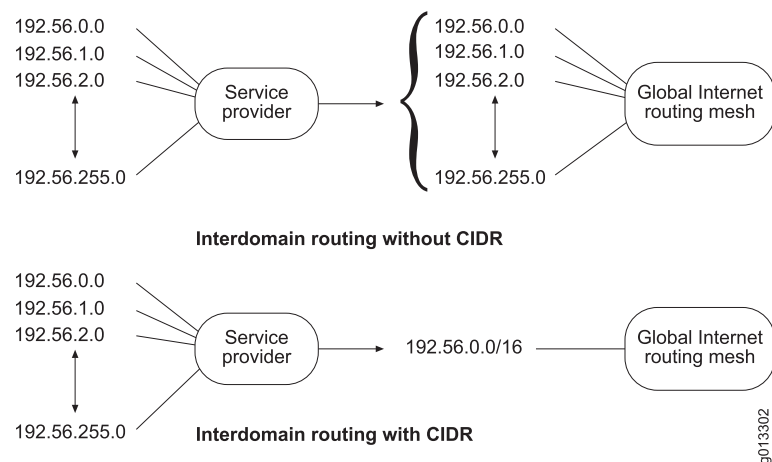 192.56.0.0
192.56.1.0
192.56.2.0
192.56.255.0
Service
provider
192.56.0.0
192.56.1.0
192.56.2.0
192.56.255.0
Global Internet
routing mesh
Interdomain routing without CIDR
192.56.0.0
192.56.1.0
192.56.2.0
192.56.255.0
Service
provider
192.56.0.0/16
Global Internet
routing mesh
Interdomain routing with CIDR
g013302